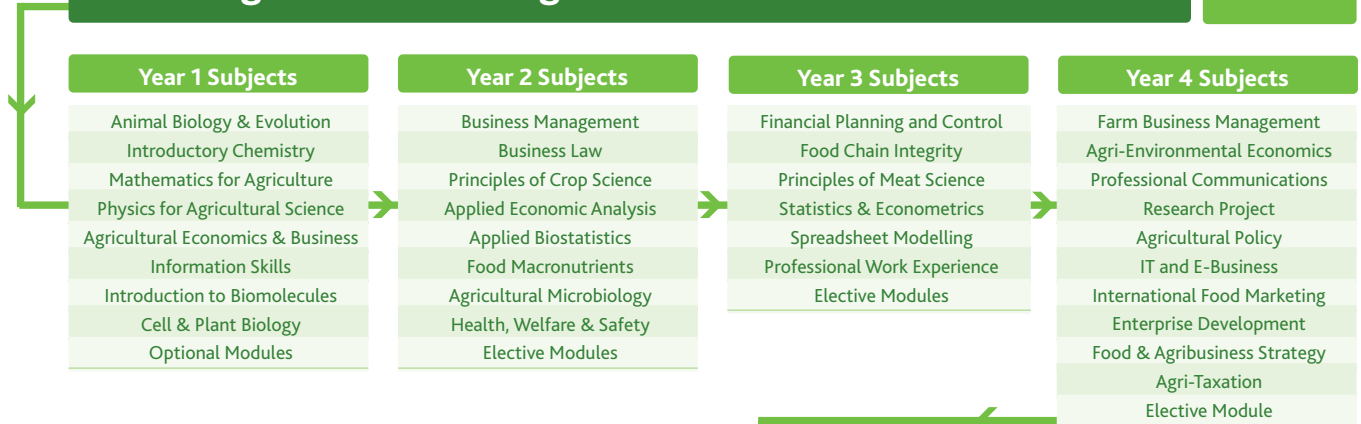 Year 1 Subjects
Animal Biology & Evolution
Introductory Chemistry
Mathematics for Agriculture
Physics for Agricultural Science
Agricultural Economics & Business
Information Skills
Introduction to Biomolecules
Cell & Plant Biology
Optional Modules
Year 2 Subjects
Business Management
Business Law
Principles of Crop Science
Applied Economic Analysis
Applied Biostatistics
Food Macronutrients
Agricultural Microbiology
Health, Welfare & Safety
Elective Modules
Year 3 Subjects
Financial Planning and Control
Food Chain Integrity
Principles of Meat Science
Statistics & Econometrics
Spreadsheet Modelling
Professional Work Experience
Elective Modules
Year 4 Subjects
Farm Business Management
Agri-Environmental Economics
Professional Communications
Research Project
Agricultural Policy
IT and E-Business
International Food Marketing
Enterprise Development
Food & Agribusiness Strategy
Agri-Taxation
Elective Module